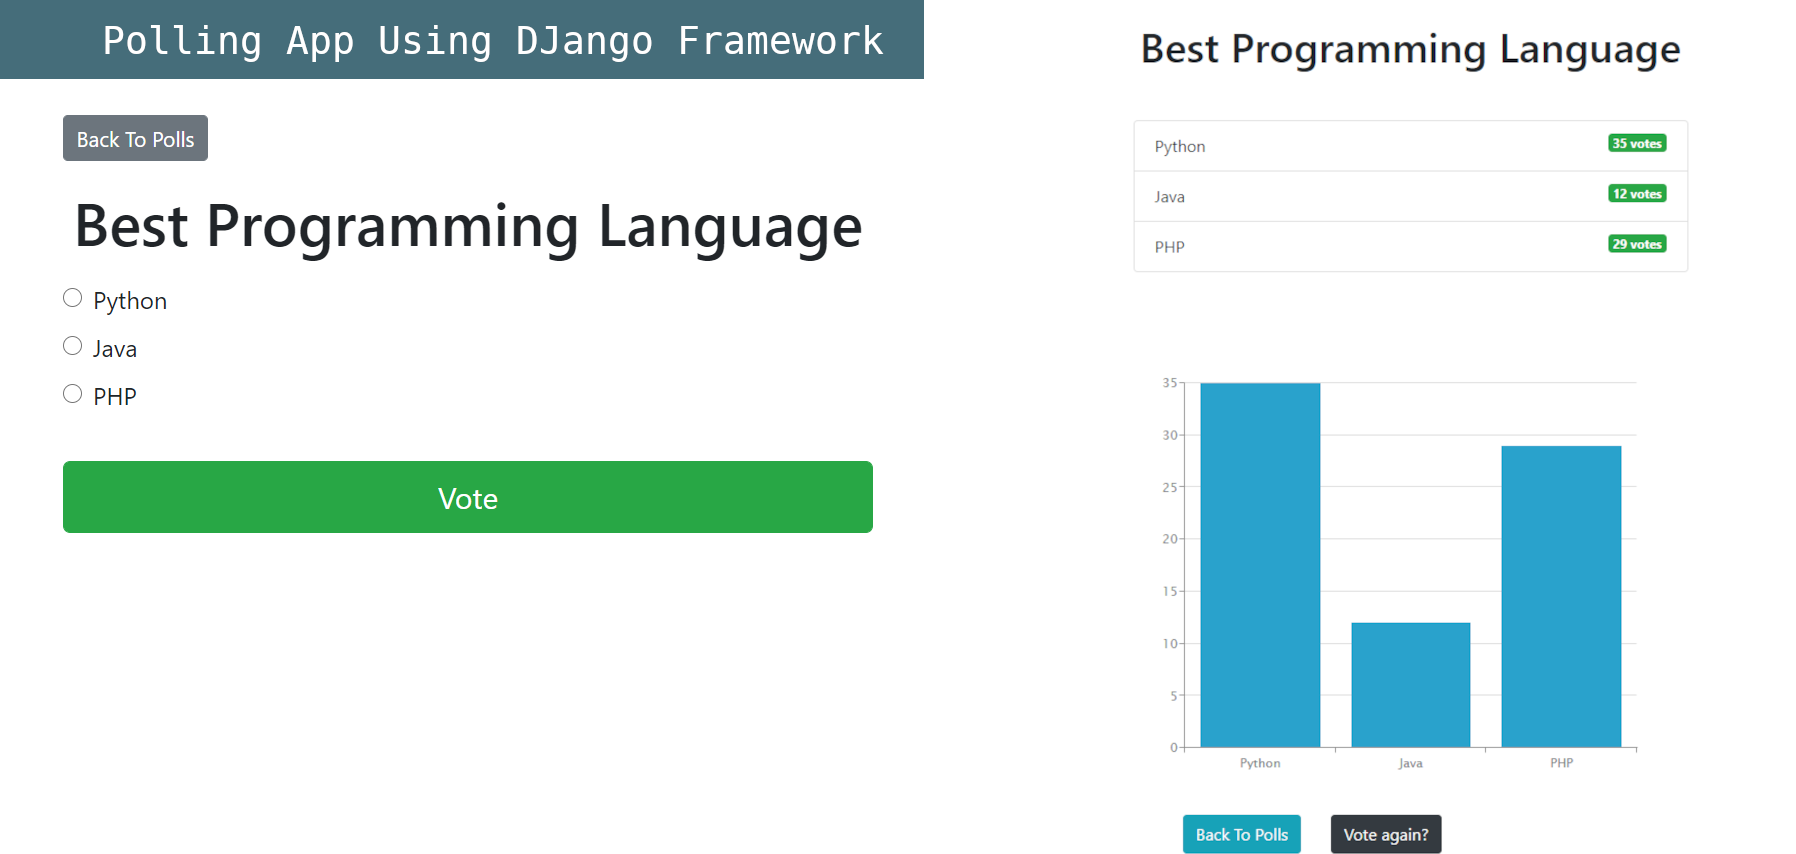 Polling App Using DJango Framework
Back To Polls
Best Programming Language
Python
Java
PHP
Vote
Best Programming Language
Python 35 votes
Java 12 votes
PHP 29 votes
35
30
25
20
15
10
5
0
Python Java PHP
Back To Polls Vote again?